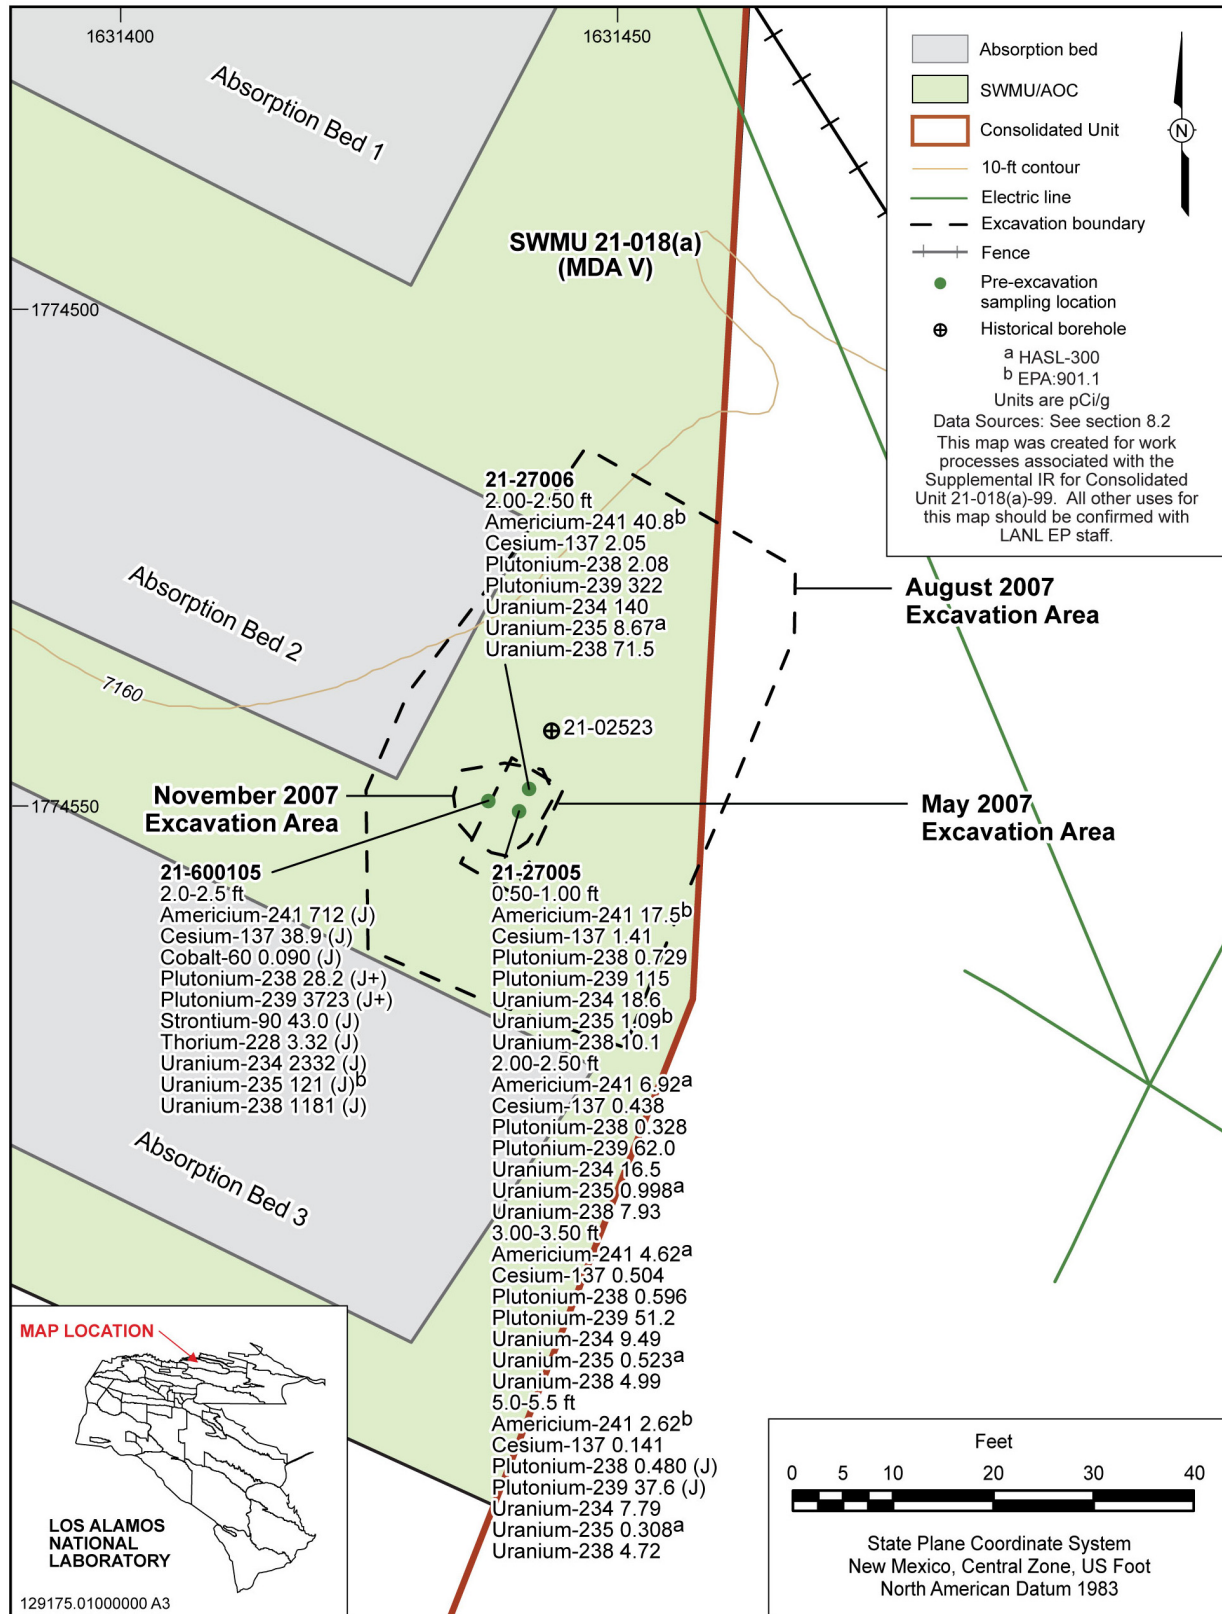 1631400
1631450
Absorption Bed 1
SWMU 21-018(a)
(MDA V)
1774500
Absorption bed
SWMU/AOC
Consolidated Unit
10-ft contour
Electric line
Excavation boundary
Fence
Pre-excavation
sampling location
Historical borehole
a HASL-300
b EPA:901.1
Units are pCi/g
Data Sources: See section 8.2
This map was created for work
processes associated with the
Supplemental IR for Consolidated
Unit 21-018(a)-99. All other uses for
this map should be confirmed with
LANL EP staff.
N
21-27006
2.00-2.50 ft
Americium-241 40.8b
Cesium-137 2.05
Plutonium-238 2.08
Plutonium-239 322
Uranium-234 140
Uranium-235 8.67a
Uranium-238 71.5
Absorption Bed 2
7160
August 2007
Excavation Area
21-02523
November 2007
Excavation Area
1774550
May 2007
Excavation Area
21-600105
2.0-2.5 ft
Americium-241 712 (J)
Cesium-137 38.9 (J)
Cobalt-60 0.090 (J)
Plutonium-238 28.2 (J+)
Plutonium-239 3723 (J+)
Strontium-90 43.0 (J)
Thorium-228 3.32 (J)
Uranium-234 2332 (J)
Uranium-235 121 (J)b
Uranium-238 1181 (J)
21-27005
0.50-1.00 ft
Americium-241 17.5b
Cesium-137 1.41
Plutonium-238 0.729
Plutonium-239 115
Uranium-234 18.6
Uranium-235 1.09b
Uranium-238 10.1
2.00-2.50 ft
Americium-241 6.92a
Cesium-137 0.438
Plutonium-238 0.328
Plutonium-239 62.0
Uranium-234 16.5
Uranium-235 0.998a
Uranium-238 7.93
3.00-3.50 ft
Americium-241 4.62a
Cesium-137 0.504
Plutonium-238 0.596
Plutonium-239 51.2
Uranium-234 9.49
Uranium-235 0.523a
Uranium-238 4.99
5.0-5.5 ft
Americium-241 2.62b
Cesium-137 0.141
Plutonium-238 0.480 (J)
Plutonium-239 37.6 (J)
Uranium-234 7.79
Uranium-235 0.308a
Uranium-238 4.72
Absorption Bed 3
MAP LOCATION
LOS ALAMOS
NATIONAL
LABORATORY
129175.01000000 A3
Feet
0 5 10 20 30 40
State Plane Coordinate System
New Mexico, Central Zone, US Foot
North American Datum 1983